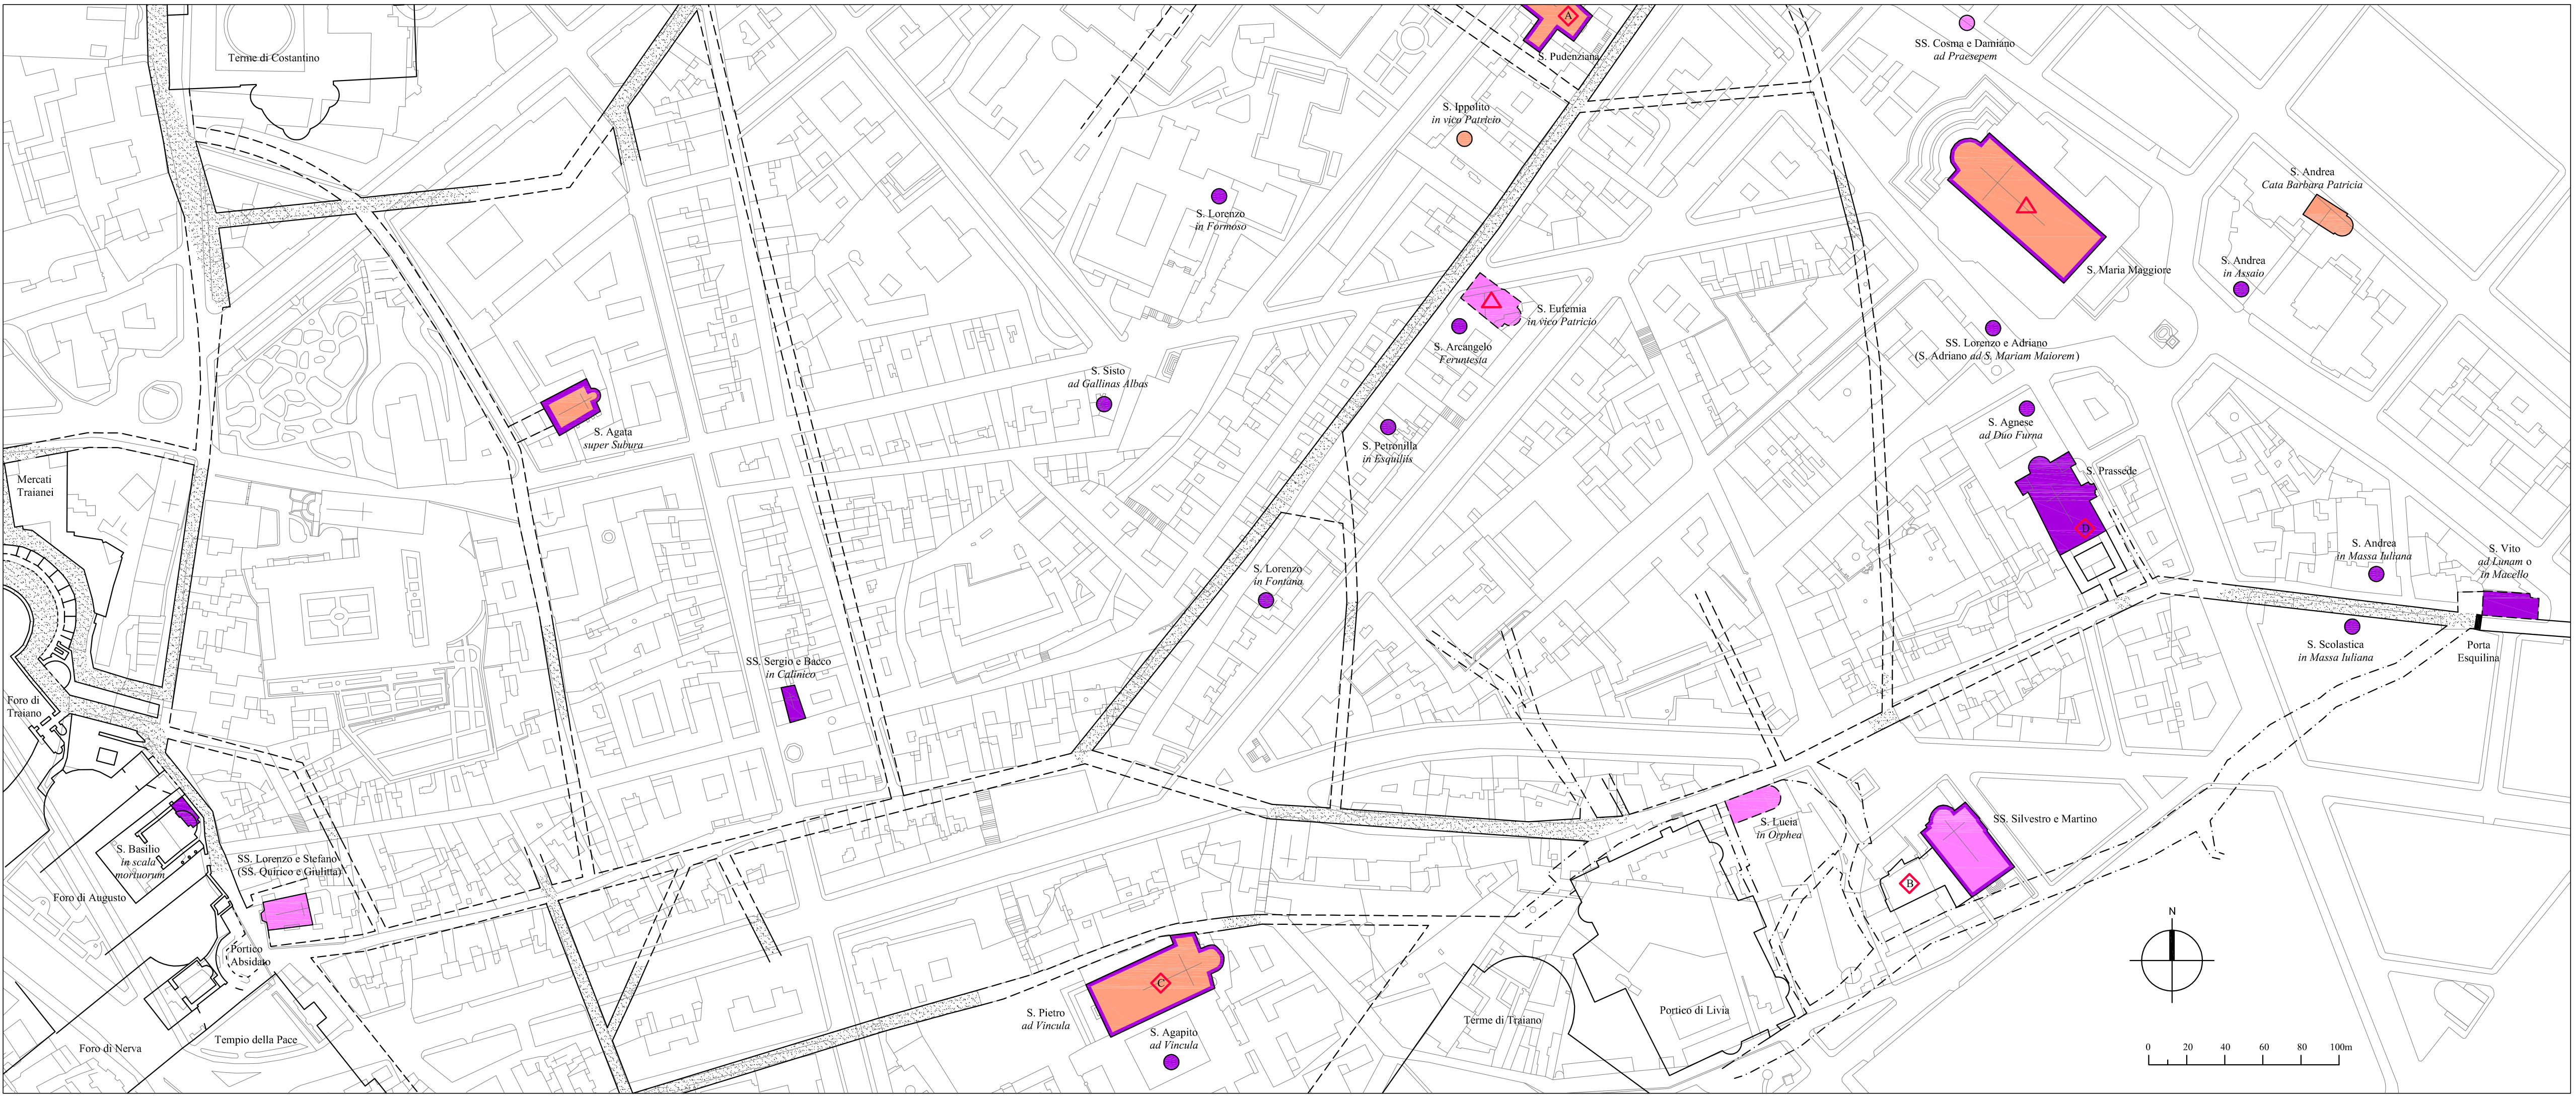 Terme di Costantino
A
S. Pudenziana
SS. Cosma e Damiano
ad Praesepem
S. Ippolito
in vico Patricio
S. Andrea
Cata Barbara Patricia
S. Lorenzo
in Formoso
S. Maria Maggiore
S. Andrea
in Assaio
S. Eufemia
in vico Patricio
S. Arcangelo
Feruntesta
SS. Lorenzo e Adriano
(S. Adriano ad S. Mariam Maiorem)
S. Sisto
ad Gallinas Albas
S. Agata
super Subura
S. Petronilla
in Esquiliis
S. Agnese
ad Duo Furna
S. Prassede
D
Mercati
Traianei
S. Lorenzo
in Fontana
S. Andrea
in Massa Iuliana
S. Vito
ad Lunam o
in Macello
S. Scolastica
in Massa Iuliana
Porta
Esquilina
SS. Sergio e Bacco
in Calinico
Foro di
Traiano
S. Lucia
in Orphea
SS. Silvestro e Martino
B
S. Basilio
in scala
mortuorum
SS. Lorenzo e Stefano
(SS. Quirico e Giulitta)
Foro di Augusto
Portico
Absidato
N
C
S. Pietro
ad Vincula
S. Agapito
ad Vincula
Terme di Traiano
Portico di Livia
Tempio della Pace
Foro di Nerva
0 20 40 60 80 100m